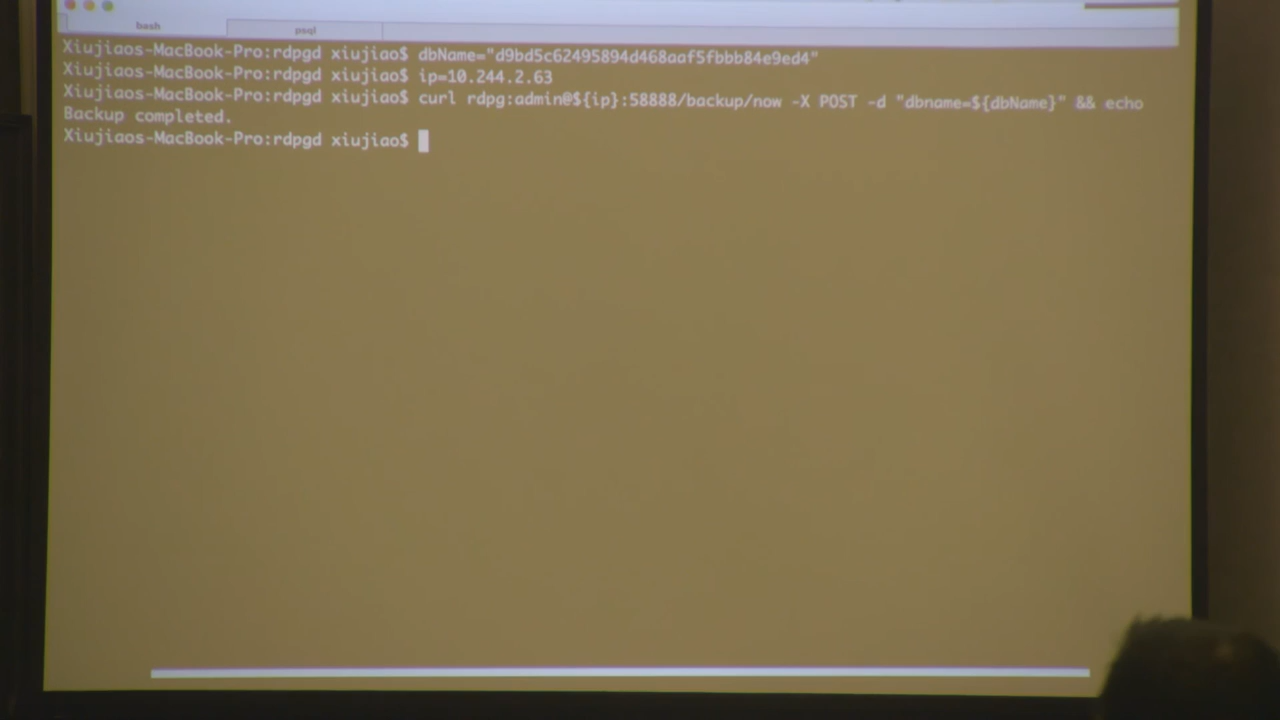 bash
psql
Xiujiaos-MacBook-Pro:rdpgd xiujiao$ dbName="d9bd5c62495894d468aaf5fbbb84e9ed4"
Xiujiaos-MacBook-Pro:rdpgd xiujiao$ ip=10.244.2.63
Xiujiaos-MacBook-Pro:rdpgd xiujiao$ curl rdpg:admin@${ip}:58888/backup/now -X POST -d "dbname=${dbName}" && echo
Backup completed.
Xiujiaos-MacBook-Pro:rdpgd xiujiao$